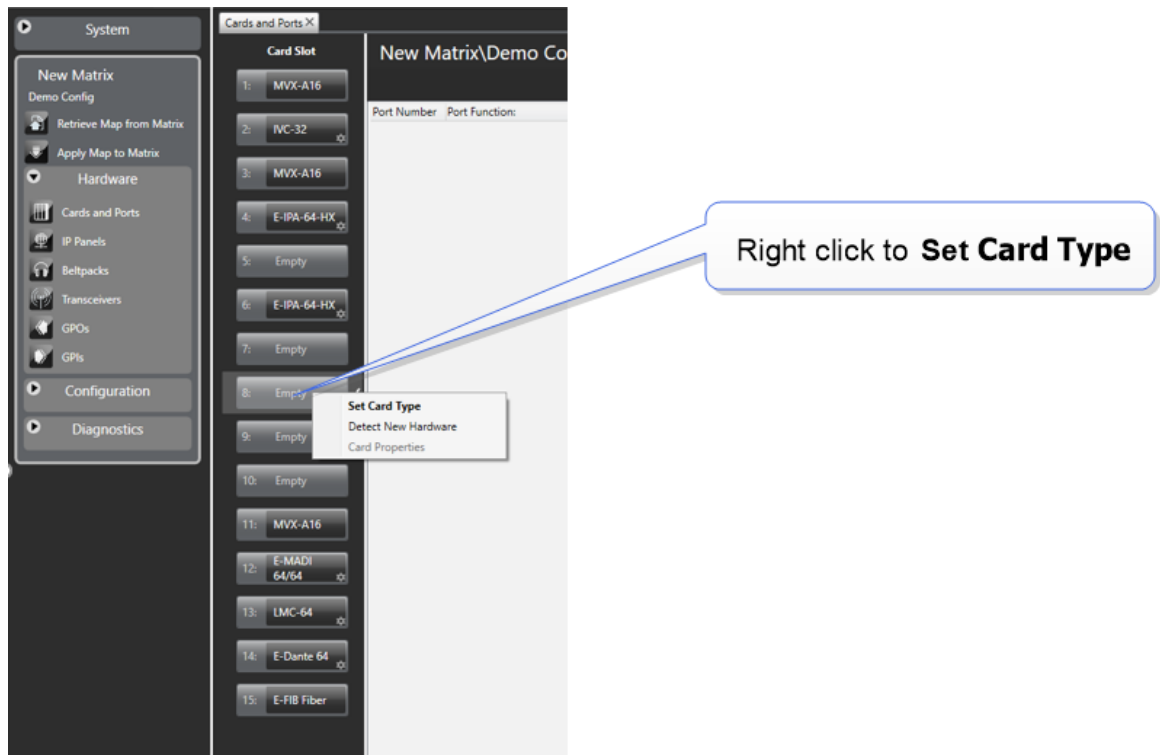 System
New Matrix
Demo Config
Retrieve Map from Matrix
Apply Map to Matrix
Hardware
Cards and Ports
IP Panels
Beltpacks
Transceivers
GPOs
GPIs
Configuration
Diagnostics
Cards and Ports
Card Slot
1: MVX-A16
2: IVC-32
3: MVX-A16
4: E-IPA-64-HX
5: Empty
6: E-IPA-64-HX
7: Empty
8: Empty
9: Empty
10: Empty
11: MVX-A16
12: E-MADI
64/64
13: LMC-64
14: E-Dante 64
15: E-FIB Fiber
New Matrix\Demo Co
Port Number Port Function:
Set Card Type
Detect New Hardware
Card Properties
Right click to Set Card Type